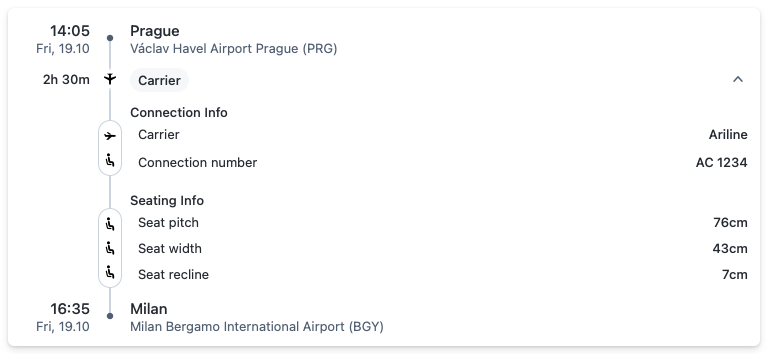 14:05 Prague
Fri, 19.10 Václav Havel Airport Prague (PRG)
2h 30m Carrier
Connection Info
Carrier Ariline
Connection number AC 1234
Seating Info
Seat pitch 76cm
Seat width 43cm
Seat recline 7cm
16:35 Milan
Fri, 19.10 Milan Bergamo International Airport (BGY)